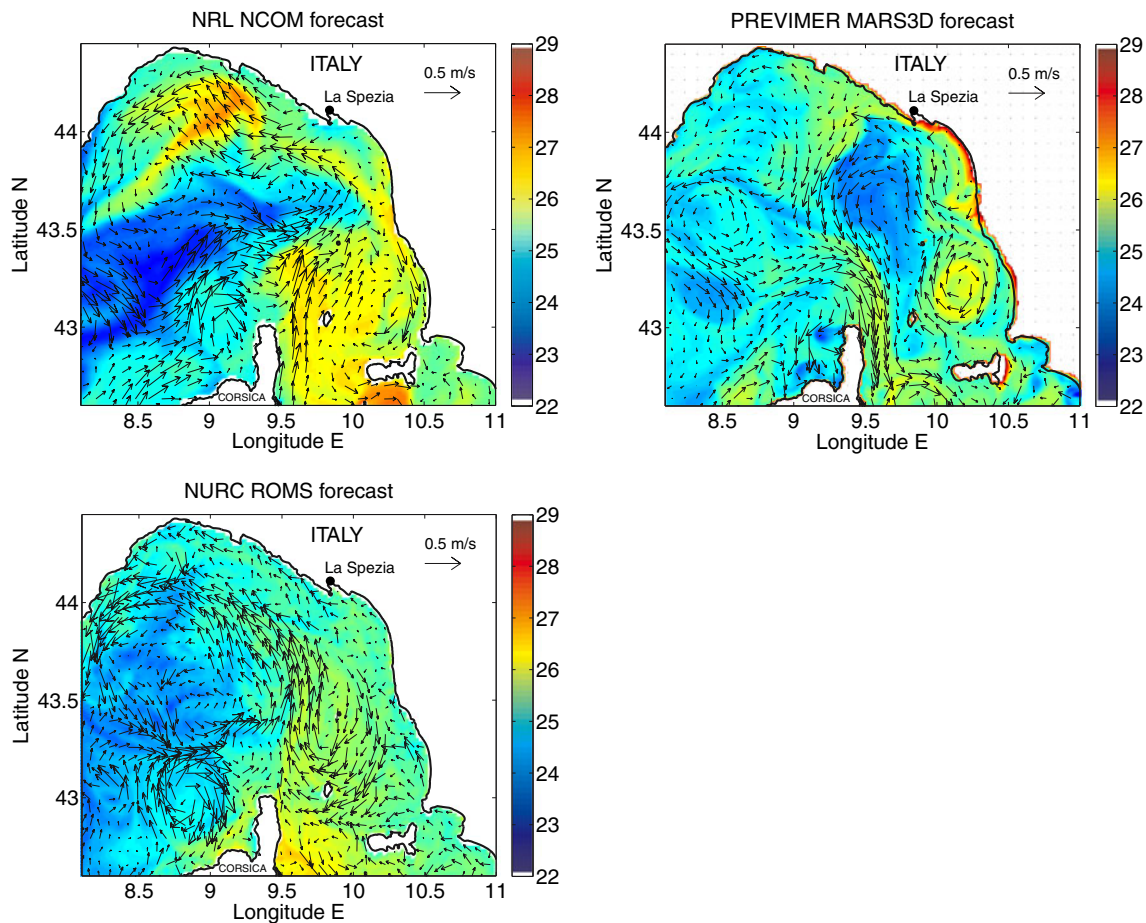 NRL NCOM forecast
ITALY
0.5 m/s
La Spezia
CORSICA
Latitude N
44
43.5
43
8.5 9 9.5 10 10.5 11
Longitude E
29
28
27
26
25
24
23
22
PREVIMER MARS3D forecast
ITALY
0.5 m/s
La Spezia
CORSICA
Latitude N
44
43.5
43
8.5 9 9.5 10 10.5 11
Longitude E
29
28
27
26
25
24
23
22
NURC ROMS forecast
ITALY
0.5 m/s
La Spezia
CORSICA
Latitude N
44
43.5
43
8.5 9 9.5 10 10.5 11
Longitude E
29
28
27
26
25
24
23
22